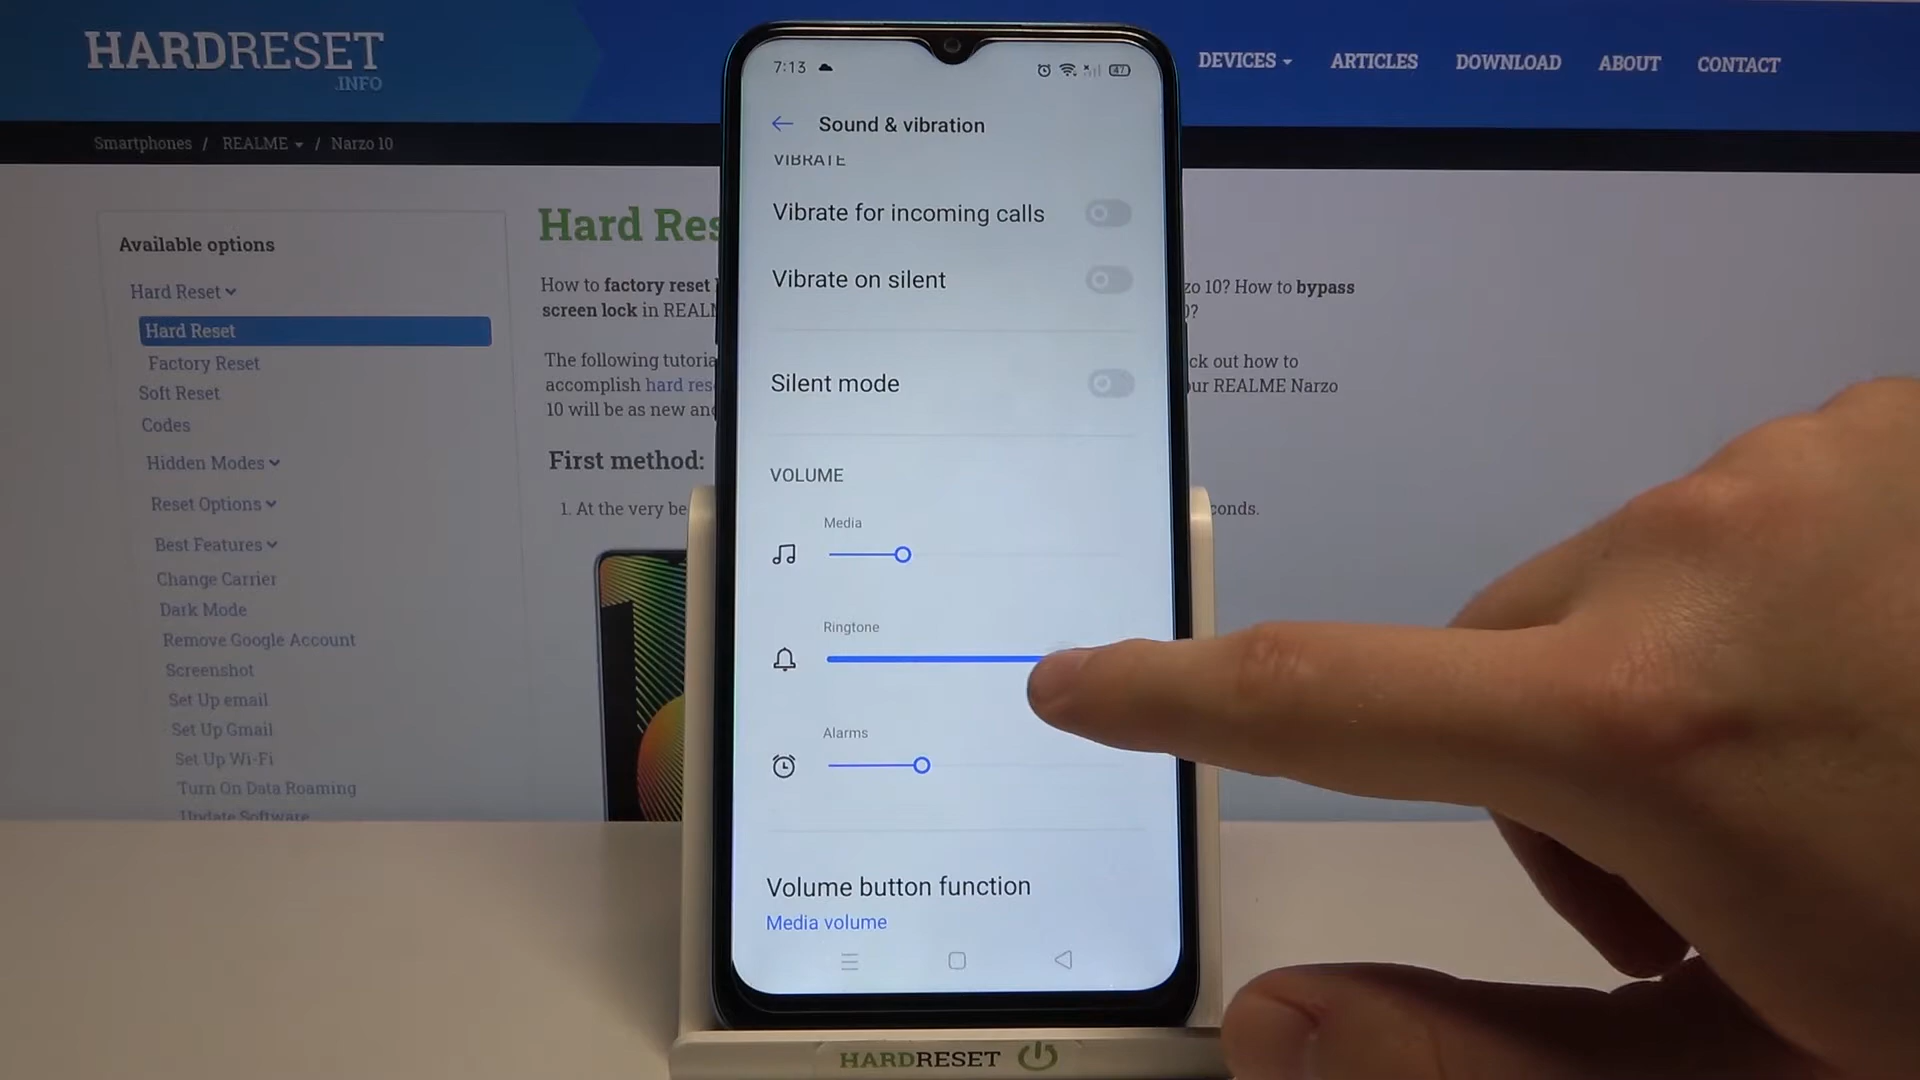 HARDRESET
.INFO
DEVICES
ARTICLES
DOWNLOAD
ABOUT
CONTACT
Smartphones / REALME / Narzo 10
Available options
Hard Reset
Hard Reset
Factory Reset
Soft Reset
Codes
Hidden Modes
Reset Options
Best Features
Change Carrier
Dark Mode
Remove Google Account
Screenshot
Set Up email
Set Up Gmail
Set Up Wi-Fi
Turn On Data Roaming
Update Software
Hard Res
How to factory reset
zo 10? How to bypass
screen lock in REAL
0?
The following tutoria
ck out how to
accomplish hard res
ur REALME Narzo
10 will be as new an
First method:
1. At the very be
conds.
7:13
47
Sound & vibration
VIBRATE
Vibrate for incoming calls
Vibrate on silent
Silent mode
VOLUME
Media
Ringtone
Alarms
Volume button function
Media volume
HARDRESET